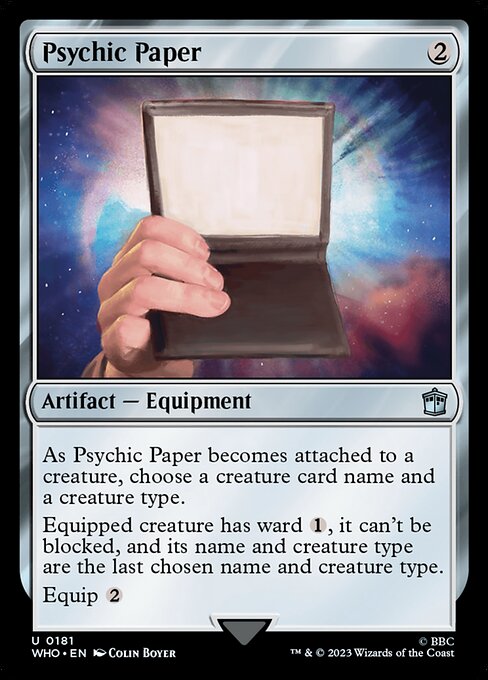 Psychic Paper 2
Artifact — Equipment
As Psychic Paper becomes attached to a
creature, choose a creature card name and
a creature type.
Equipped creature has ward 1, it can't be
blocked, and its name and creature type
are the last chosen name and creature type.
Equip 2
U 0181
WHO • EN Colin Boyer
© BBC
™ & © 2023 Wizards of the Coast